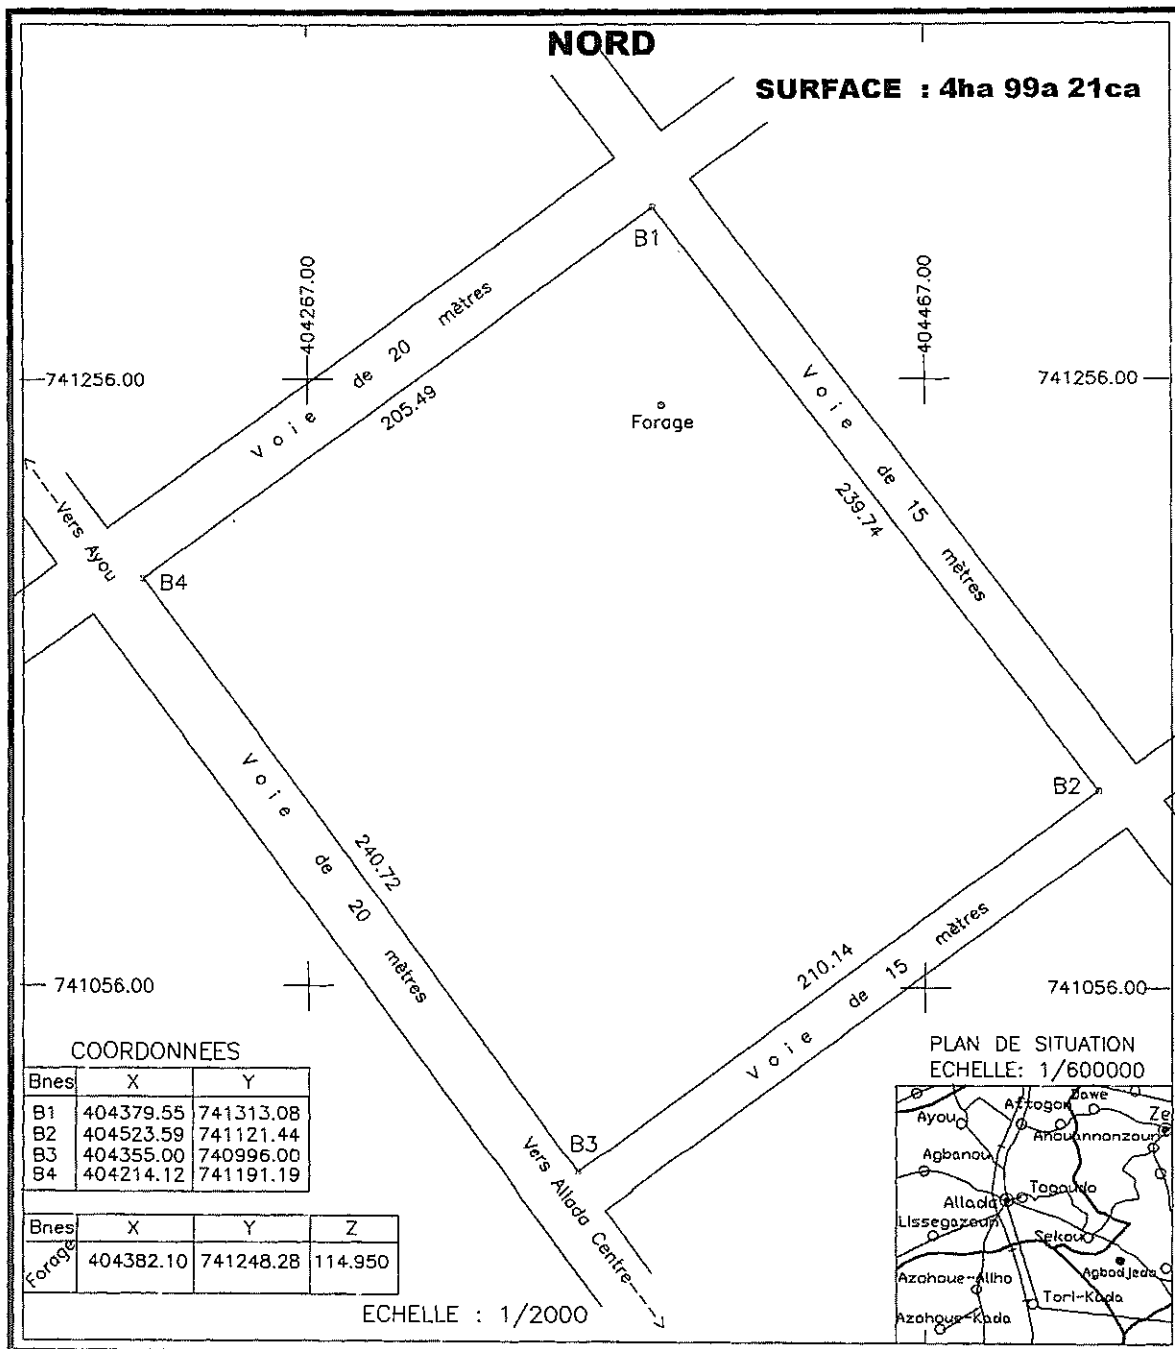 NORD
SURFACE : 4ha 99a 21ca
B1
404267.00
404467.00
741256.00
741256.00
Voie de 20 mètres
205.49
Forage
Voie de 15 mètres
239.74
Vers Ayou
B4
B2
Voie de 20 mètres
240.72
210.14
Voie de 15 mètres
741056.00
741056.00
B3
Vers Allada Centre
COORDONNEES
Bnes X Y
B1 404379.55 741313.08
B2 404523.59 741121.44
B3 404355.00 740996.00
B4 404214.12 741191.19
Bnes X Y Z
Forage 404382.10 741248.28 114.950
ECHELLE : 1/2000
PLAN DE SITUATION
ECHELLE: 1/600000
Dawe
Attogon
Ayou
Ze
Anouannonzoun
Agbanou
Togoudo
Allada
Lissegazoun
Sekou
Agbodjedo
Azohoue-Aliho
Tori-Kada
Azohoue-Kada